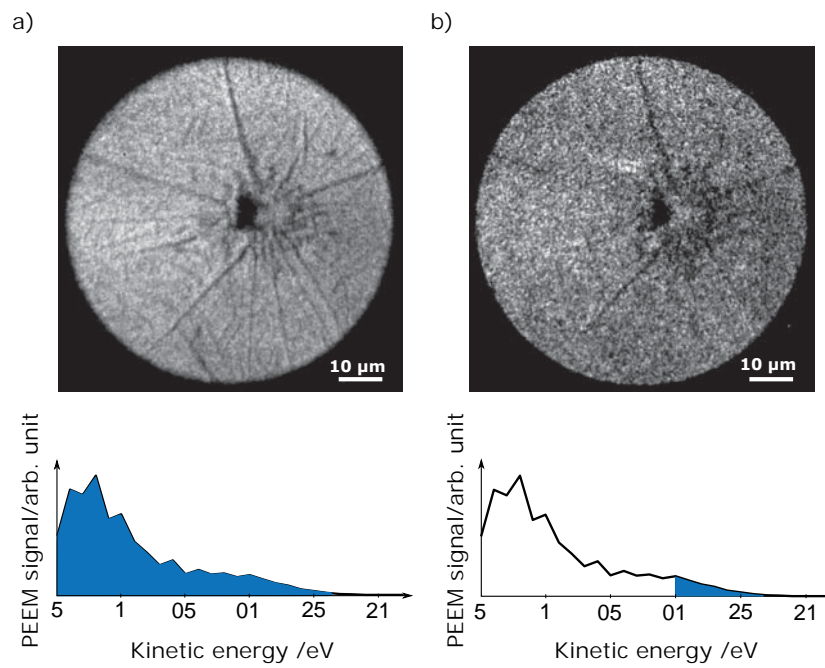 a)
b)
10 µm
10 µm
PEEM signal/arb. unit
5 1 05 01 25 21
Kinetic energy /eV
PEEM signal/arb. unit
5 1 05 01 25 21
Kinetic energy /eV